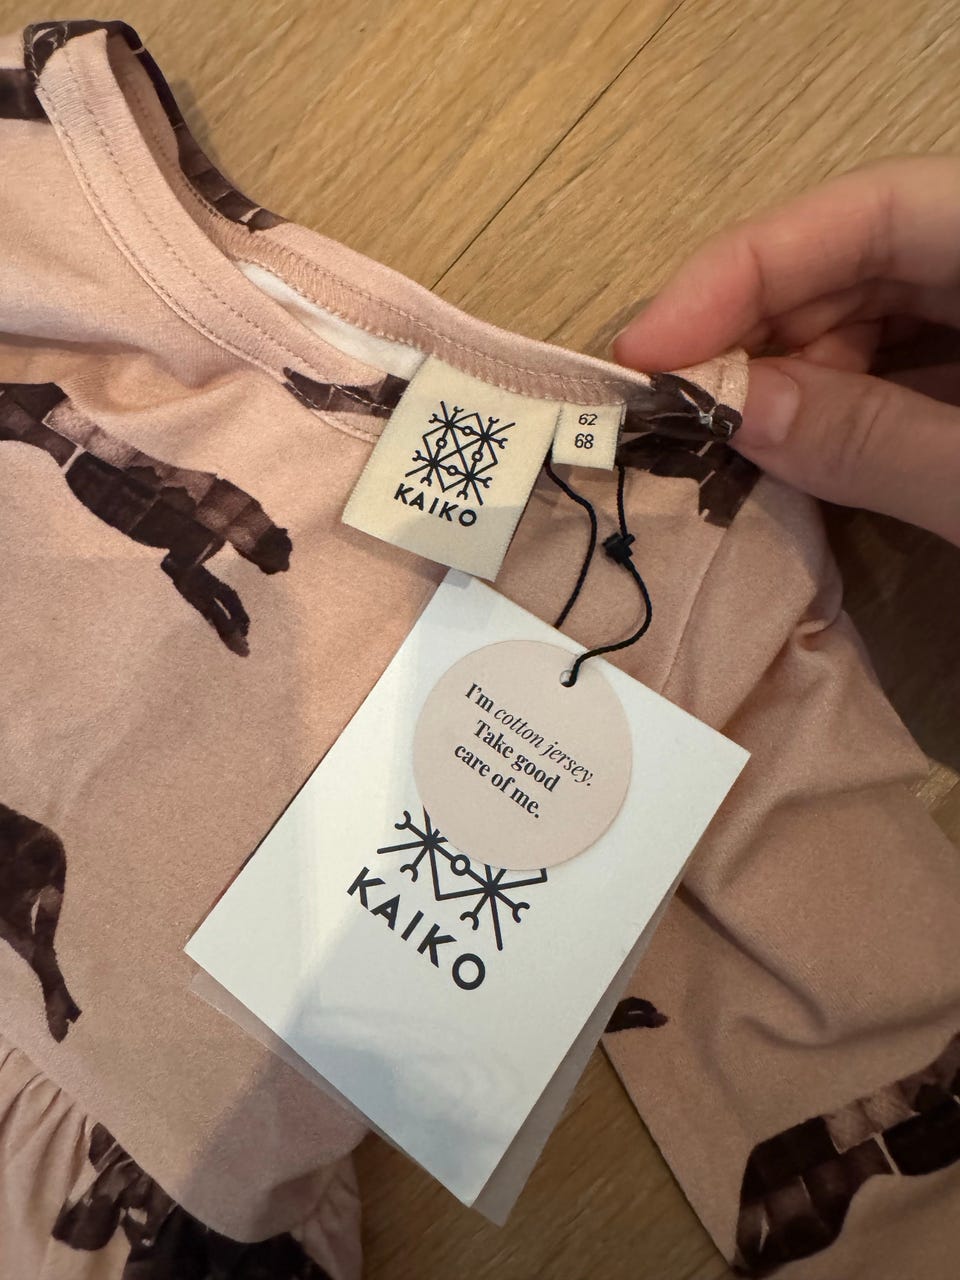 KAIKO
62
68
I'm cotton jersey.
Take good
care of me.
KAIKO